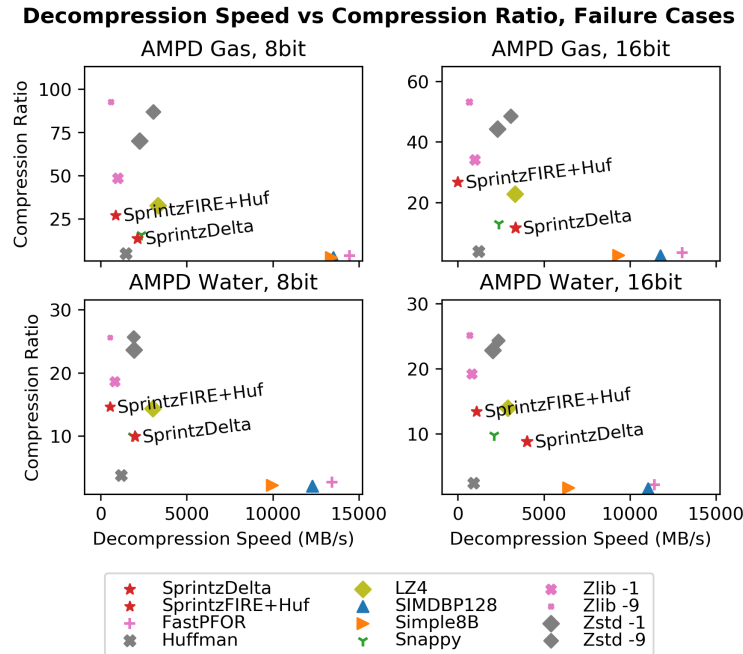 Decompression Speed vs Compression Ratio, Failure Cases
AMPD Gas, 8bit
AMPD Gas, 16bit
Compression Ratio
100
75
50
25
SprintzFIRE+Huf
SprintzDelta
60
40
20
SprintzFIRE+Huf
SprintzDelta
AMPD Water, 8bit
AMPD Water, 16bit
Compression Ratio
30
20
10
SprintzFIRE+Huf
SprintzDelta
0 5000 10000 15000
Decompression Speed (MB/s)
30
20
10
SprintzFIRE+Huf
SprintzDelta
0 5000 10000 15000
Decompression Speed (MB/s)
SprintzDelta
SprintzFIRE+Huf
FastPFOR
Huffman
LZ4
SIMDBP128
Simple8B
Snappy
Zlib -1
Zlib -9
Zstd -1
Zstd -9